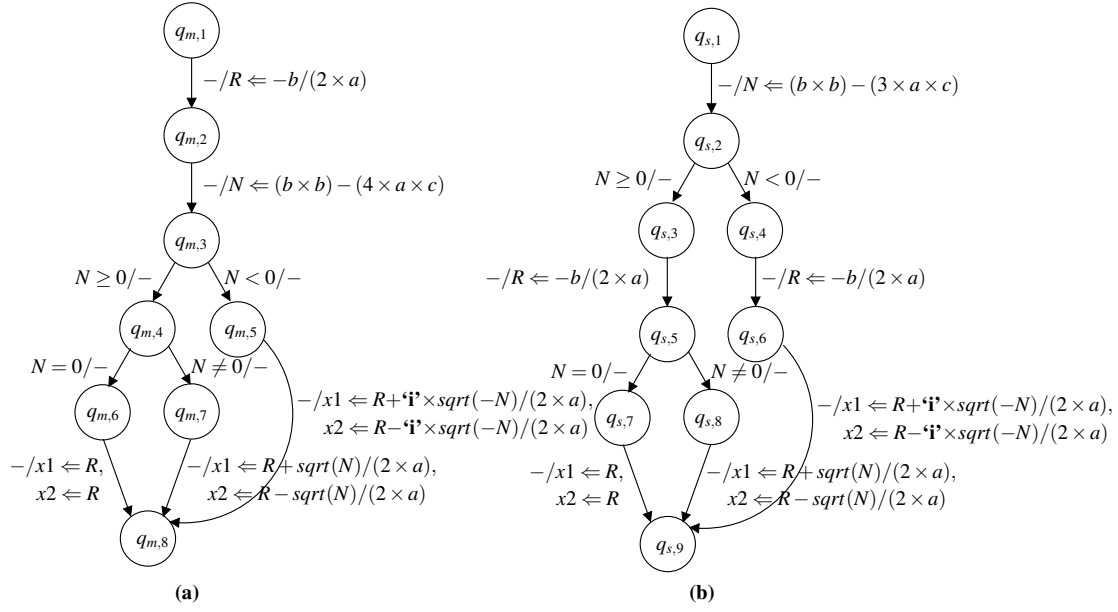 q_{m,1}
−/R ⇐ −b/(2 × a)
q_{m,2}
−/N ⇐ (b × b) − (4 × a × c)
q_{m,3}
N ≥ 0/−
N < 0/−
q_{m,4}
q_{m,5}
N = 0/−
N ≠ 0/−
q_{m,6}
q_{m,7}
−/x1 ⇐ R+‘i’×sqrt(−N)/(2 × a),
x2 ⇐ R−‘i’×sqrt(−N)/(2 × a)
−/x1 ⇐ R,
x2 ⇐ R
−/x1 ⇐ R + sqrt(N)/(2 × a),
x2 ⇐ R − sqrt(N)/(2 × a)
q_{m,8}
(a)
q_{s,1}
−/N ⇐ (b × b) − (3 × a × c)
q_{s,2}
N ≥ 0/−
N < 0/−
q_{s,3}
q_{s,4}
−/R ⇐ −b/(2 × a)
−/R ⇐ −b/(2 × a)
q_{s,5}
q_{s,6}
N = 0/−
N ≠ 0/−
q_{s,7}
q_{s,8}
−/x1 ⇐ R+‘i’×sqrt(−N)/(2 × a),
x2 ⇐ R−‘i’×sqrt(−N)/(2 × a)
−/x1 ⇐ R,
x2 ⇐ R
−/x1 ⇐ R + sqrt(N)/(2 × a),
x2 ⇐ R − sqrt(N)/(2 × a)
q_{s,9}
(b)